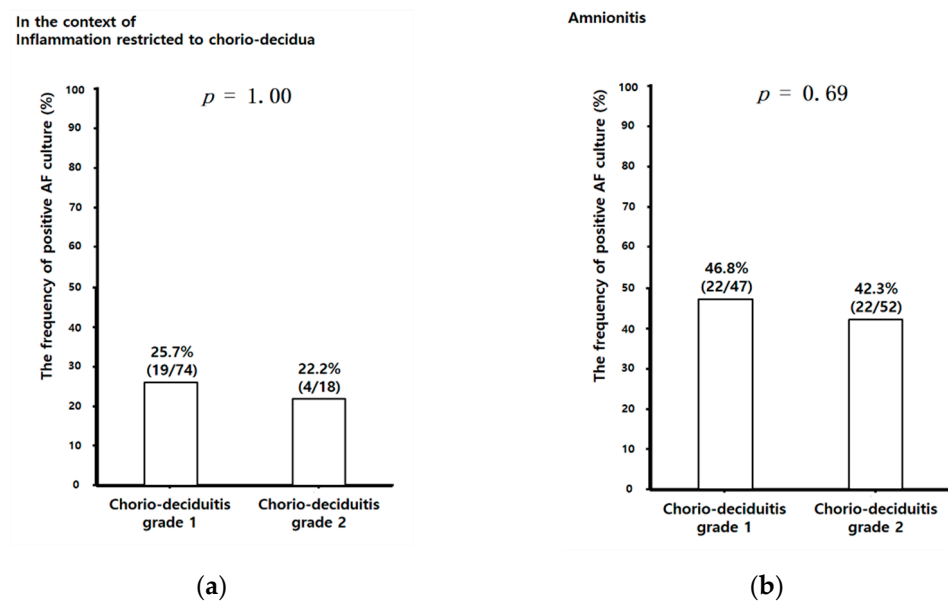 In the context of
Inflammation restricted to chorio-decidua
The frequency of positive AF culture (%)
100
90
80
70
60
50
40
30
20
10
0
p = 1.00
25.7%
(19/74)
22.2%
(4/18)
Chorio-deciduitis
grade 1
Chorio-deciduitis
grade 2
(a)
Amnionitis
The frequency of positive AF culture (%)
100
90
80
70
60
50
40
30
20
10
0
p = 0.69
46.8%
(22/47)
42.3%
(22/52)
Chorio-deciduitis
grade 1
Chorio-deciduitis
grade 2
(b)